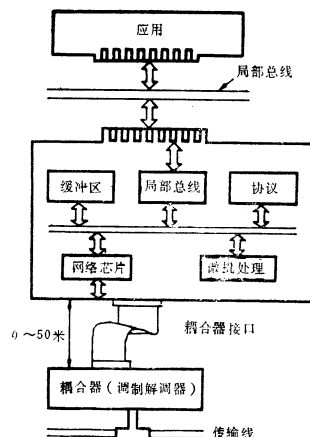 应用
局部总线
缓冲区
局部总线
协议
网络芯片
微机处理
0～50米
耦合器接口
耦合器（调制解调器）
传输线